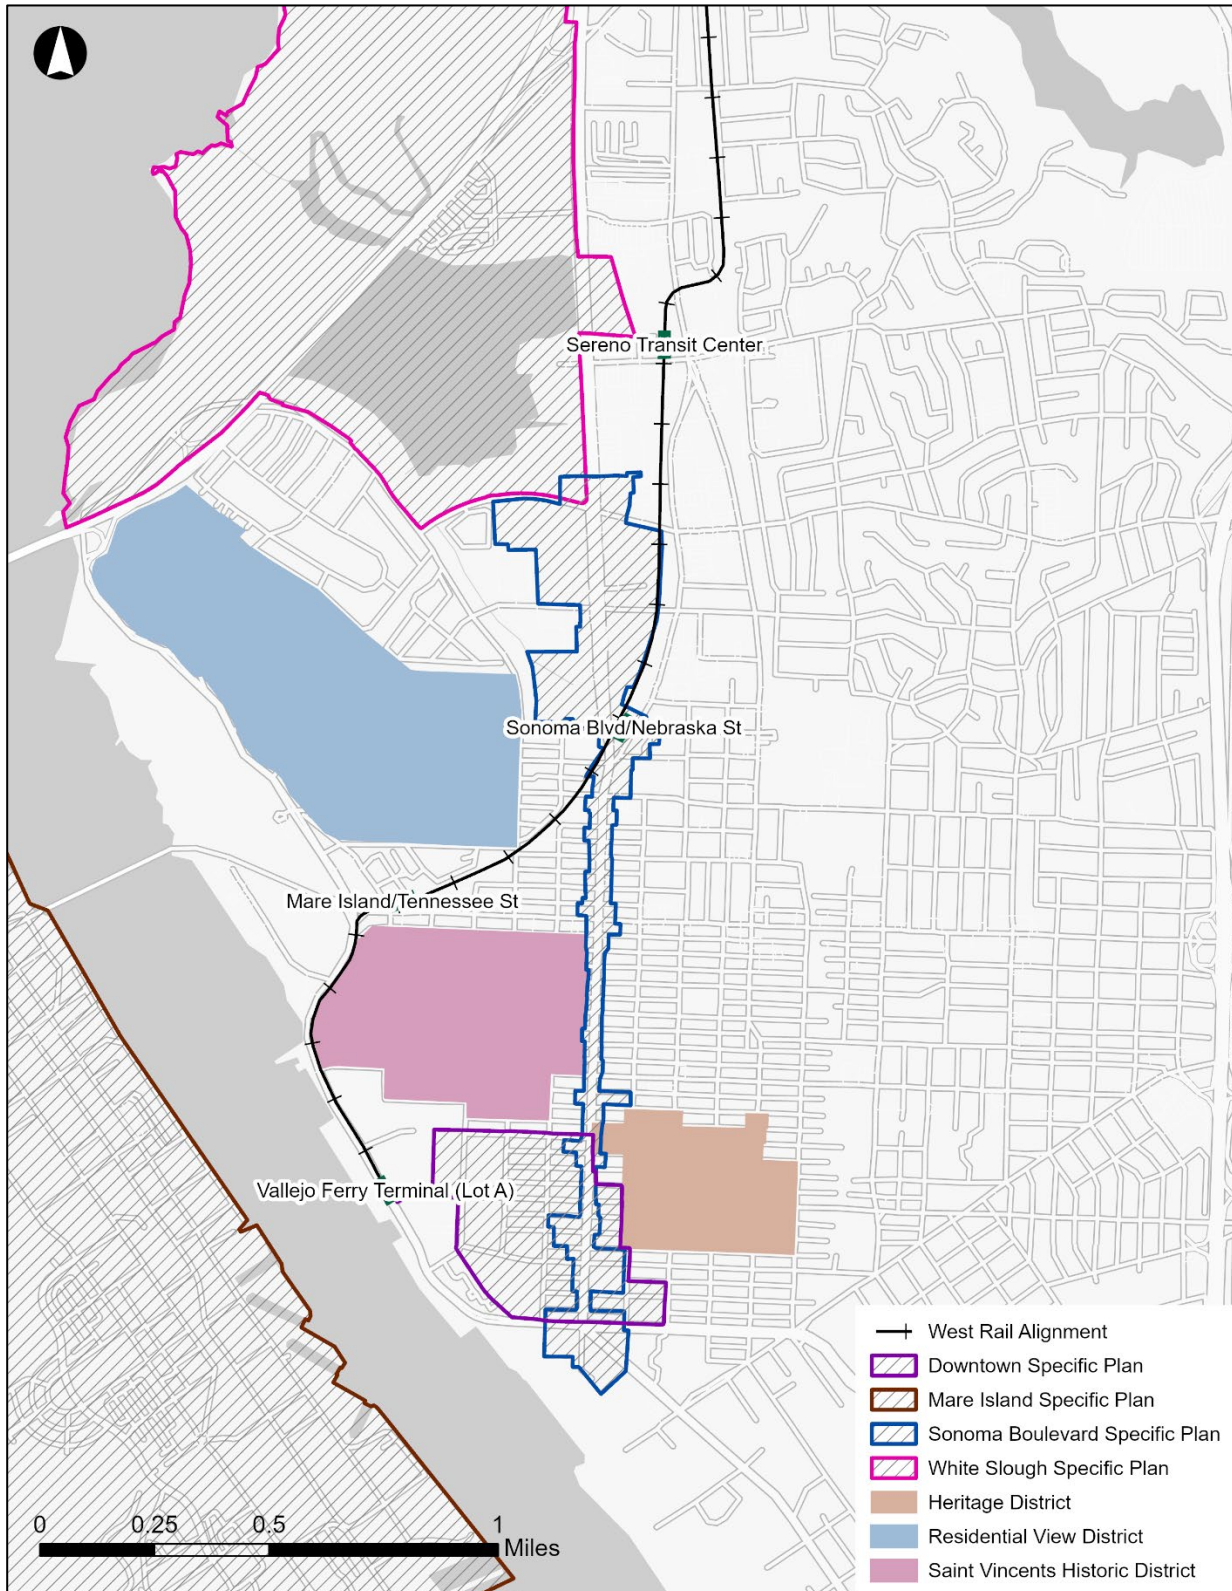 Sereno Transit Center
Sonoma Blvd/Nebraska St
Mare Island/Tennessee St
Vallejo Ferry Terminal (Lot A)
West Rail Alignment
Downtown Specific Plan
Mare Island Specific Plan
Sonoma Boulevard Specific Plan
White Slough Specific Plan
Heritage District
Residential View District
Saint Vincents Historic District
0 0.25 0.5 1
Miles